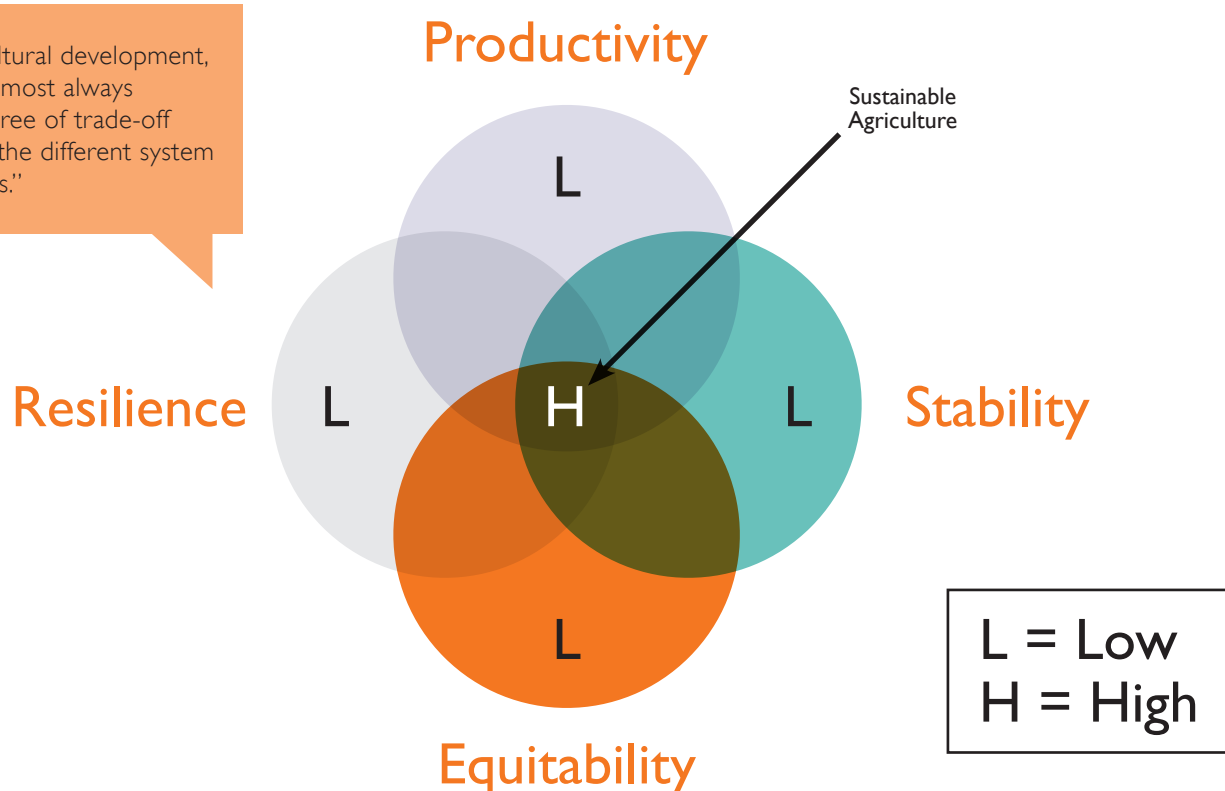 ltural development,
most always
ree of trade-off
the different system
s.”
Productivity
Sustainable
Agriculture
L
Resilience
L
H
L
Stability
L
Equitability
L = Low
H = High